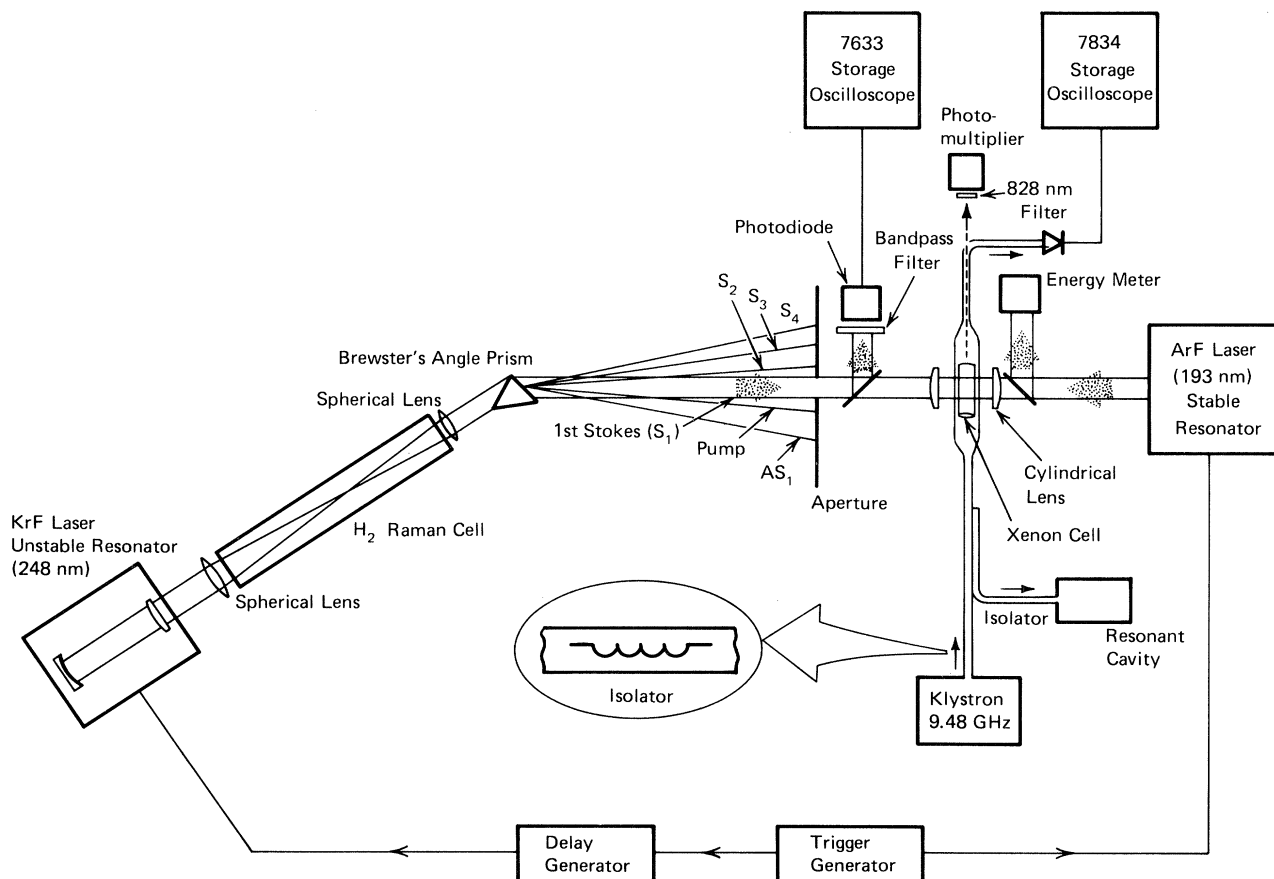 7633
Storage
Oscilloscope
7834
Storage
Oscilloscope
Photo-
multiplier
828 nm
Filter
Photodiode
Bandpass
Filter
Energy Meter
S2
S3
S4
Brewster's Angle Prism
Spherical Lens
1st Stokes (S1)
Pump
AS1
Aperture
ArF Laser
(193 nm)
Stable
Resonator
Cylindrical
Lens
Xenon Cell
H2 Raman Cell
KrF Laser
Unstable Resonator
(248 nm)
Spherical Lens
Isolator
Resonant
Cavity
Isolator
Klystron
9.48 GHz
Delay
Generator
Trigger
Generator